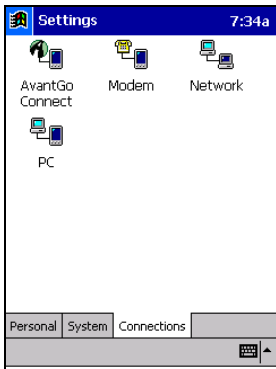 Settings 7:34a
AvantGo
Connect
Modem
Network
PC
Personal System Connections